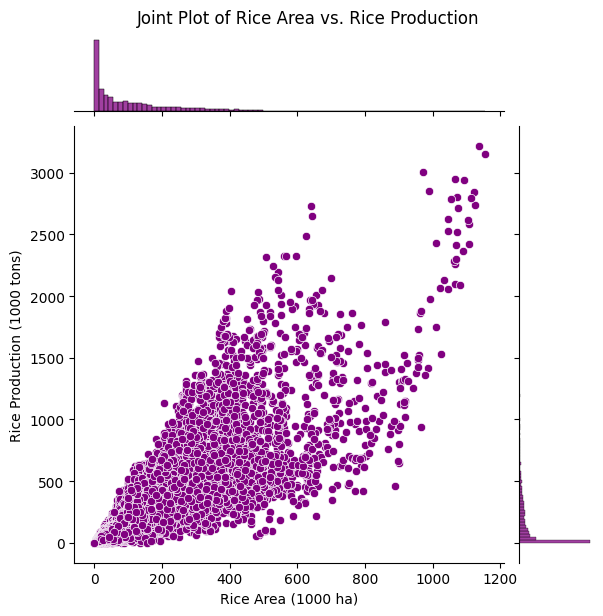 Joint Plot of Rice Area vs. Rice Production
3000
2500
2000
1500
1000
500
0
Rice Production (1000 tons)
0 200 400 600 800 1000 1200
Rice Area (1000 ha)